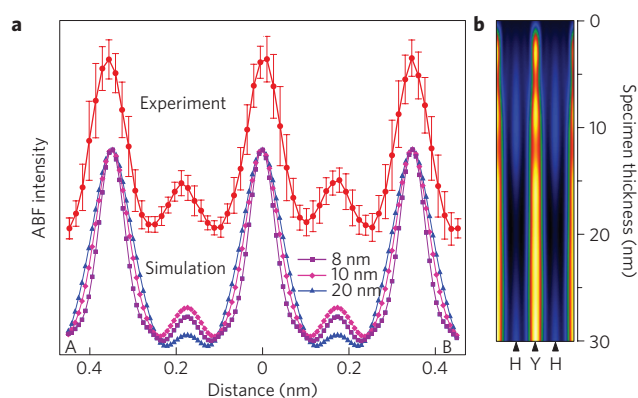 a
Experiment
Simulation
8 nm
10 nm
20 nm
ABF intensity
A
B
0.4
0.2
0
0.2
0.4
Distance (nm)
b
0
10
20
30
Specimen thickness (nm)
H Y H